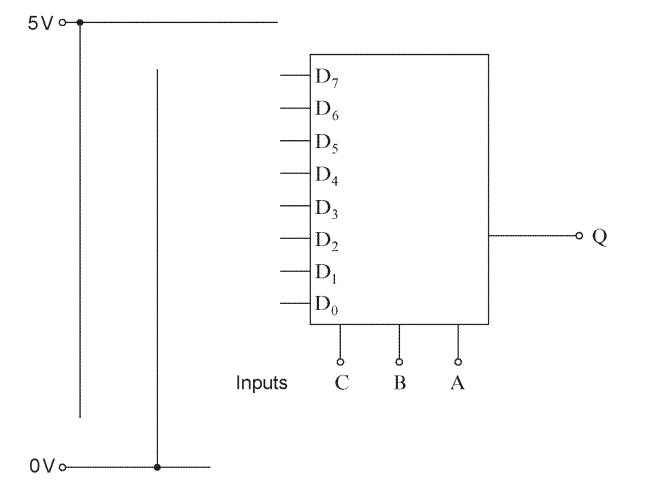 5V
D₇
D₆
D₅
D₄
D₃
D₂
D₁
D₀
Q
Inputs C B A
0V